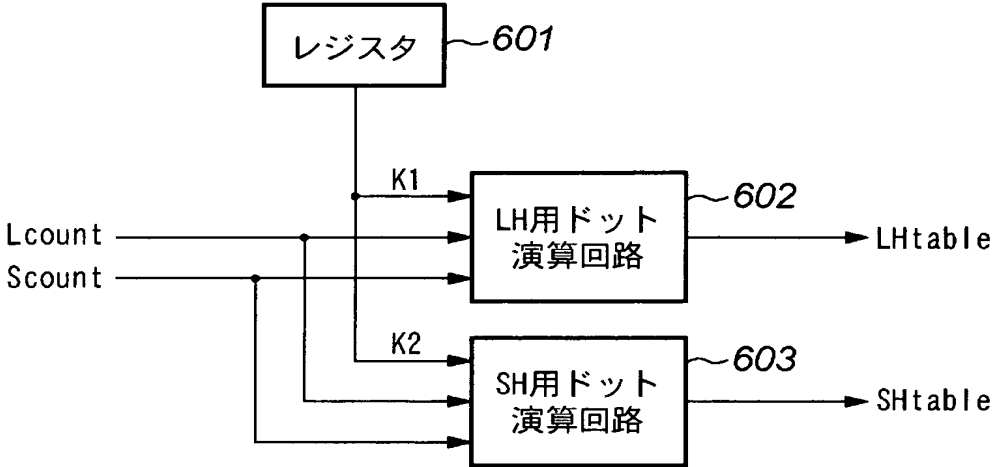 レジスタ
601
K1
LH用ドット
演算回路
602
Lcount
Scount
LHtable
K2
SH用ドット
演算回路
603
SHtable